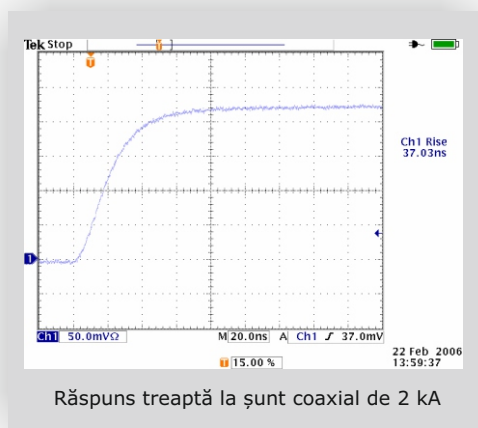 Tek Stop
Ch1 Rise
37.03ns
1
Ch1 50.0mVΩ M 20.0ns A Ch1 ʃ 37.0mV
T 15.00 %
22 Feb 2006
13:59:37
Răspuns treaptă la șunt coaxial de 2 kA